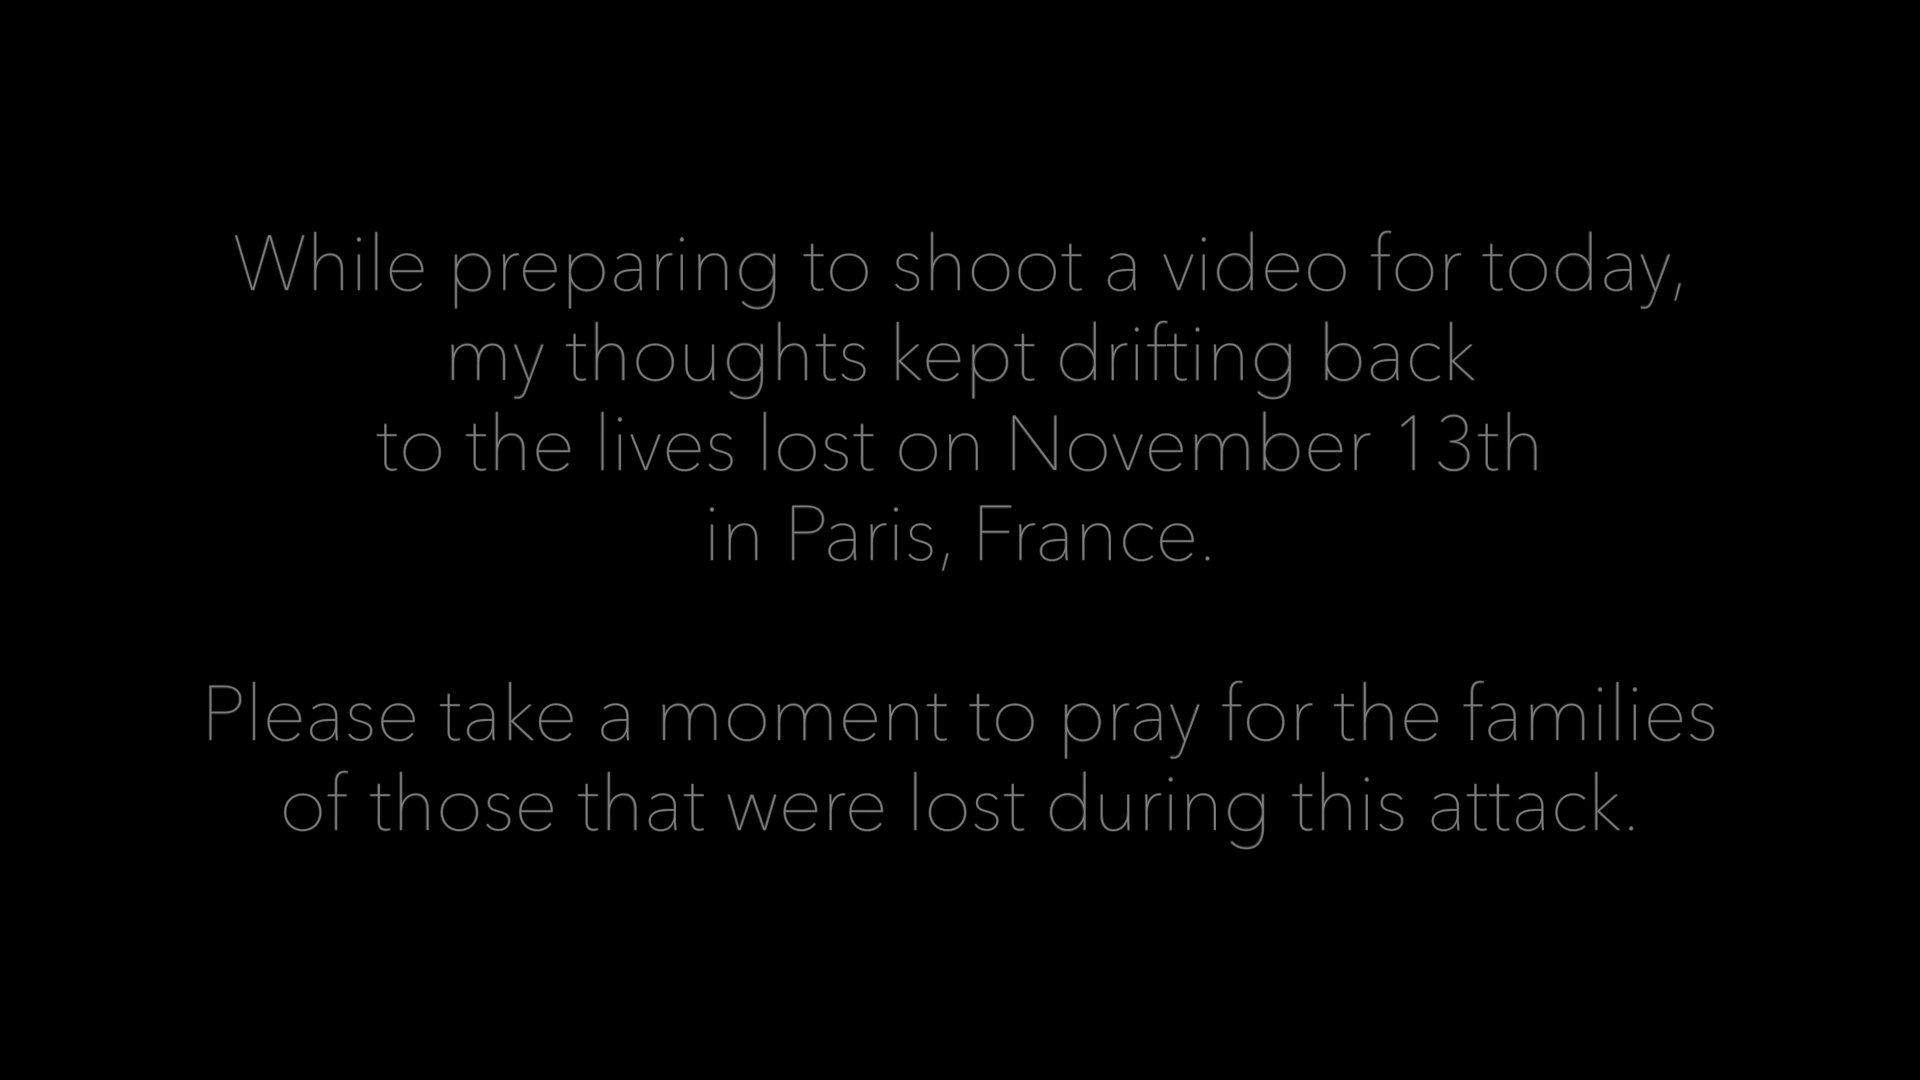 While preparing to shoot a video for today,
my thoughts kept drifting back
to the lives lost on November 13th
in Paris, France.
Please take a moment to pray for the families
of those that were lost during this attack.